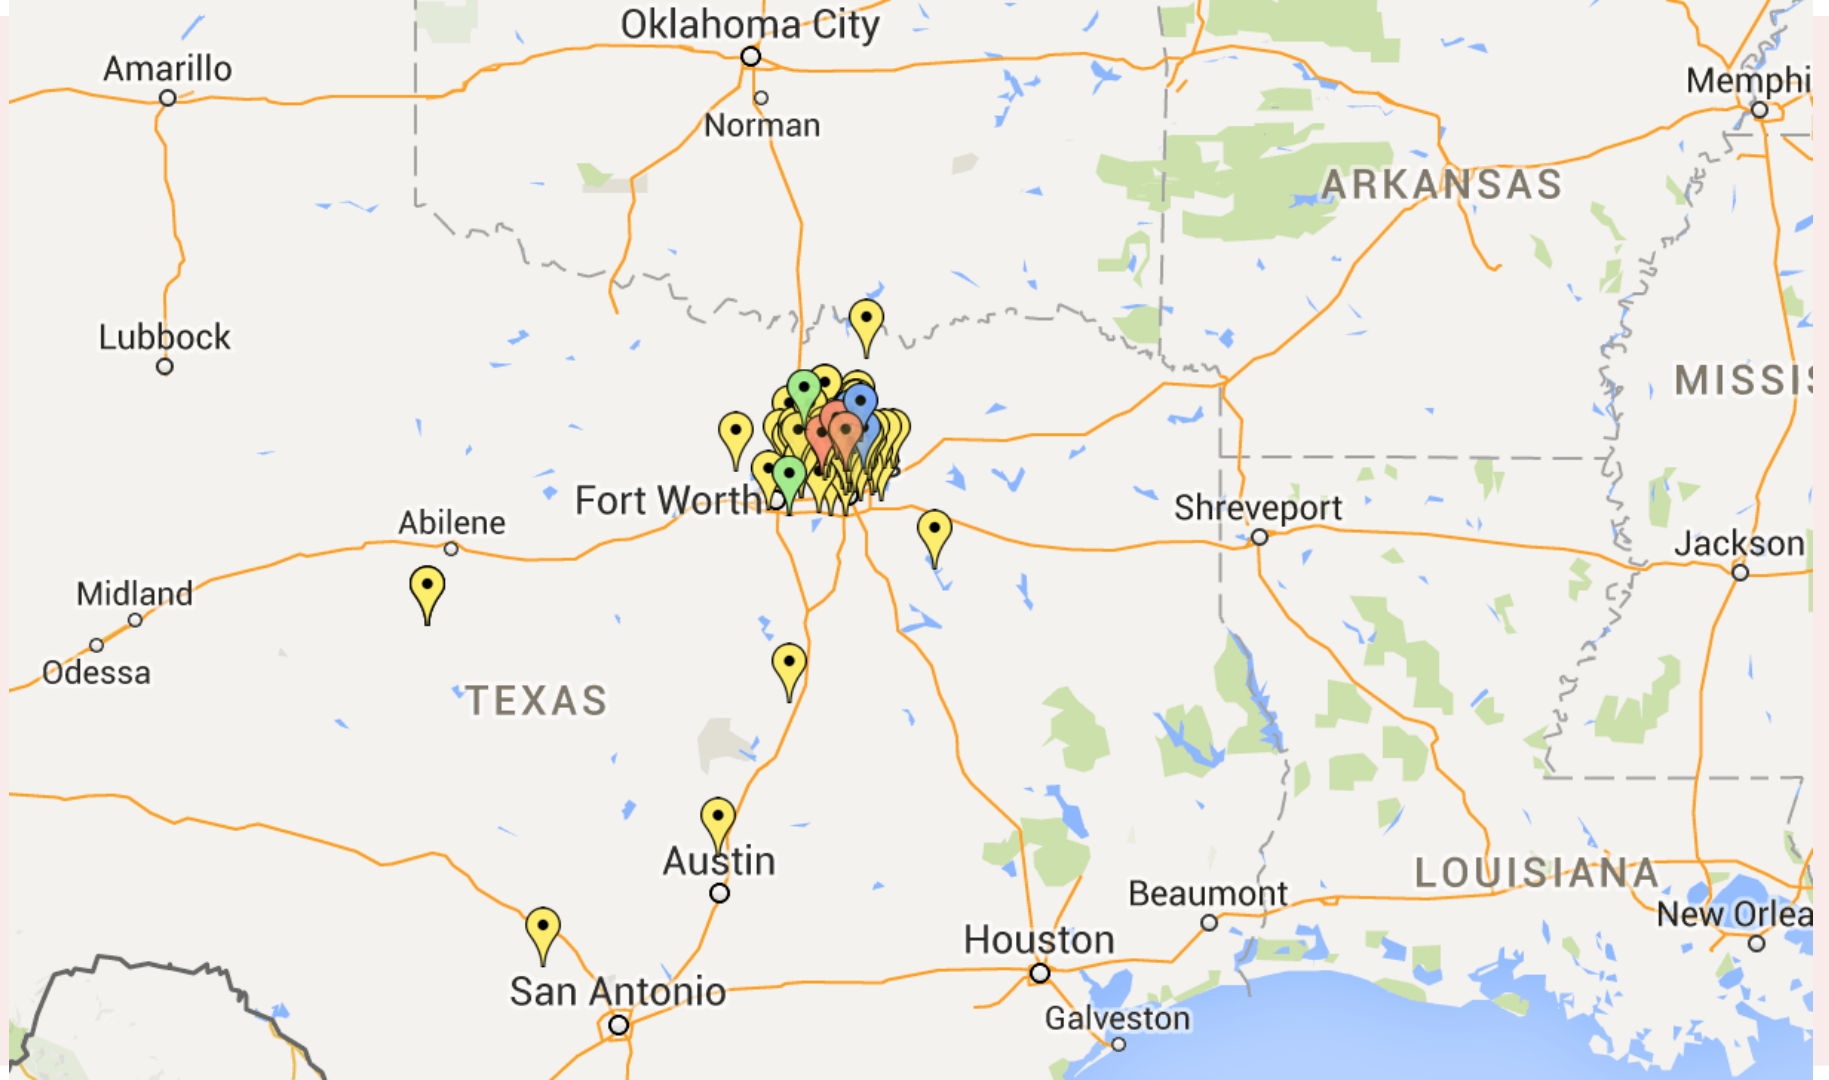 Oklahoma City
Amarillo
Memphi
Norman
ARKANSAS
Lubbock
MISSIS
Fort Worth
Shreveport
Abilene
Jackson
Midland
Odessa
TEXAS
Austin
LOUISIANA
Beaumont
New Orlea
Houston
San Antonio
Galveston